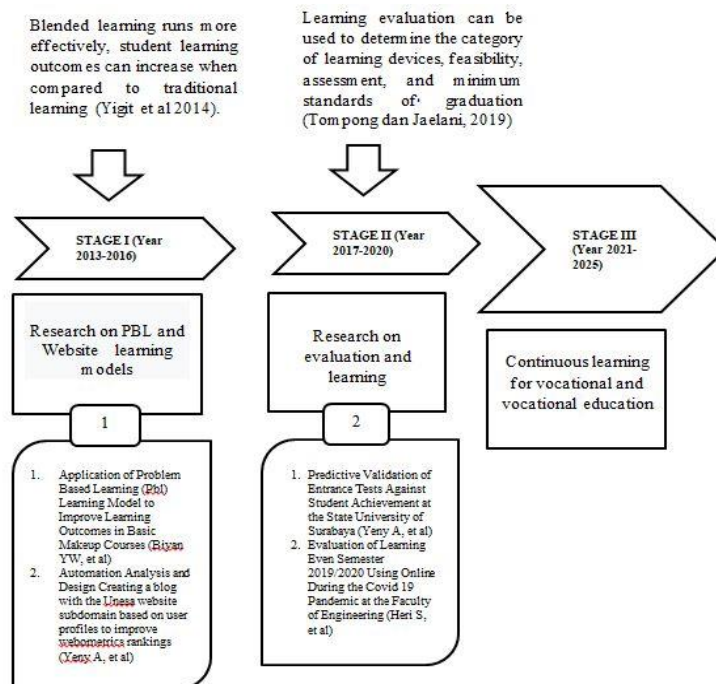 Blended learning runs more
effectively, student learning
outcomes can increase when
compared to traditional
learning (Yigit et al 2014).
Learning evaluation can be
used to determine the category
of learning devices, feasibility,
assessment, and minimum
standards of graduation
(Tompong dan Jaelani, 2019)
STAGE I (Year
2013-2016)
STAGE II (Year
2017-2020)
STAGE III
(Year 2021-
2025)
Research on PBL and
Website learning
models
Research on
evaluation and
learning
Continuous learning
for vocational and
vocational education
1
2
1. Application of Problem
Based Learning (Pbl)
Learning Model to
Improve Learning
Outcomes in Basic
Makeup Courses (Biyan
YW, et al)
2. Automation Analysis and
Design Creating a blog
with the Unesa website
subdomain based on user
profiles to improve
webometrics rankings
(Yeny A, et al)
1. Predictive Validation of
Entrance Tests Against
Student Achievement at
the State University of
Surabaya (Yeny A, et al)
2. Evaluation of Learning
Even Semester
2019/2020 Using Online
During the Covid 19
Pandemic at the Faculty
of Engineering (Heri S,
et al)